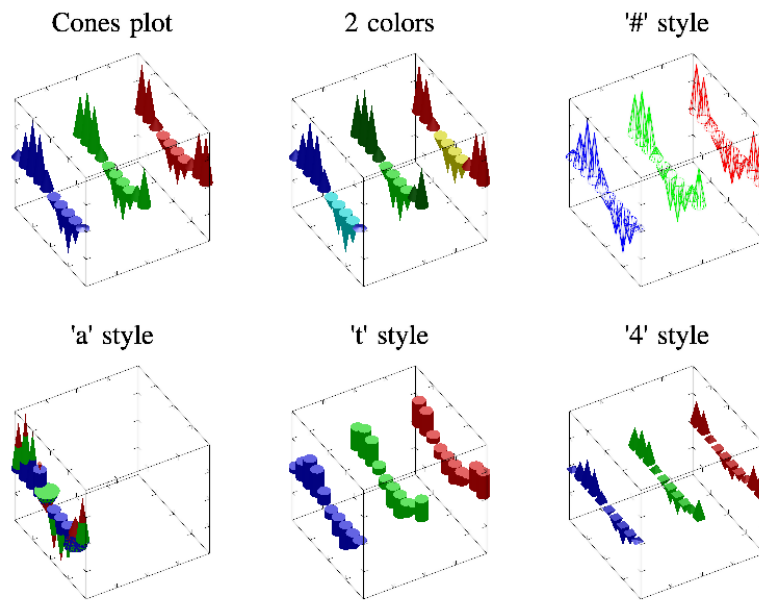 Cones plot
2 colors
'#' style
'a' style
't' style
'4' style